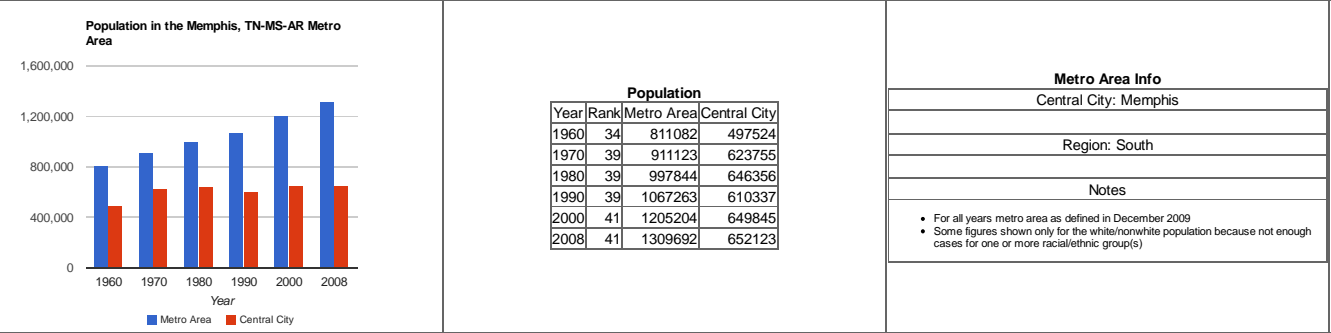 Population in the Memphis, TN-MS-AR Metro
Area
1,600,000
1,200,000
800,000
400,000
0
1960 1970 1980 1990 2000 2008
Year
Metro Area Central City
Population
Year Rank Metro Area Central City
1960 34 811082 497524
1970 39 911123 623755
1980 39 997844 646356
1990 39 1067263 610337
2000 41 1205204 649845
2008 41 1309692 652123
Metro Area Info
Central City: Memphis
Region: South
Notes
• For all years metro area as defined in December 2009
• Some figures shown only for the white/nonwhite population because not enough
cases for one or more racial/ethnic group(s)